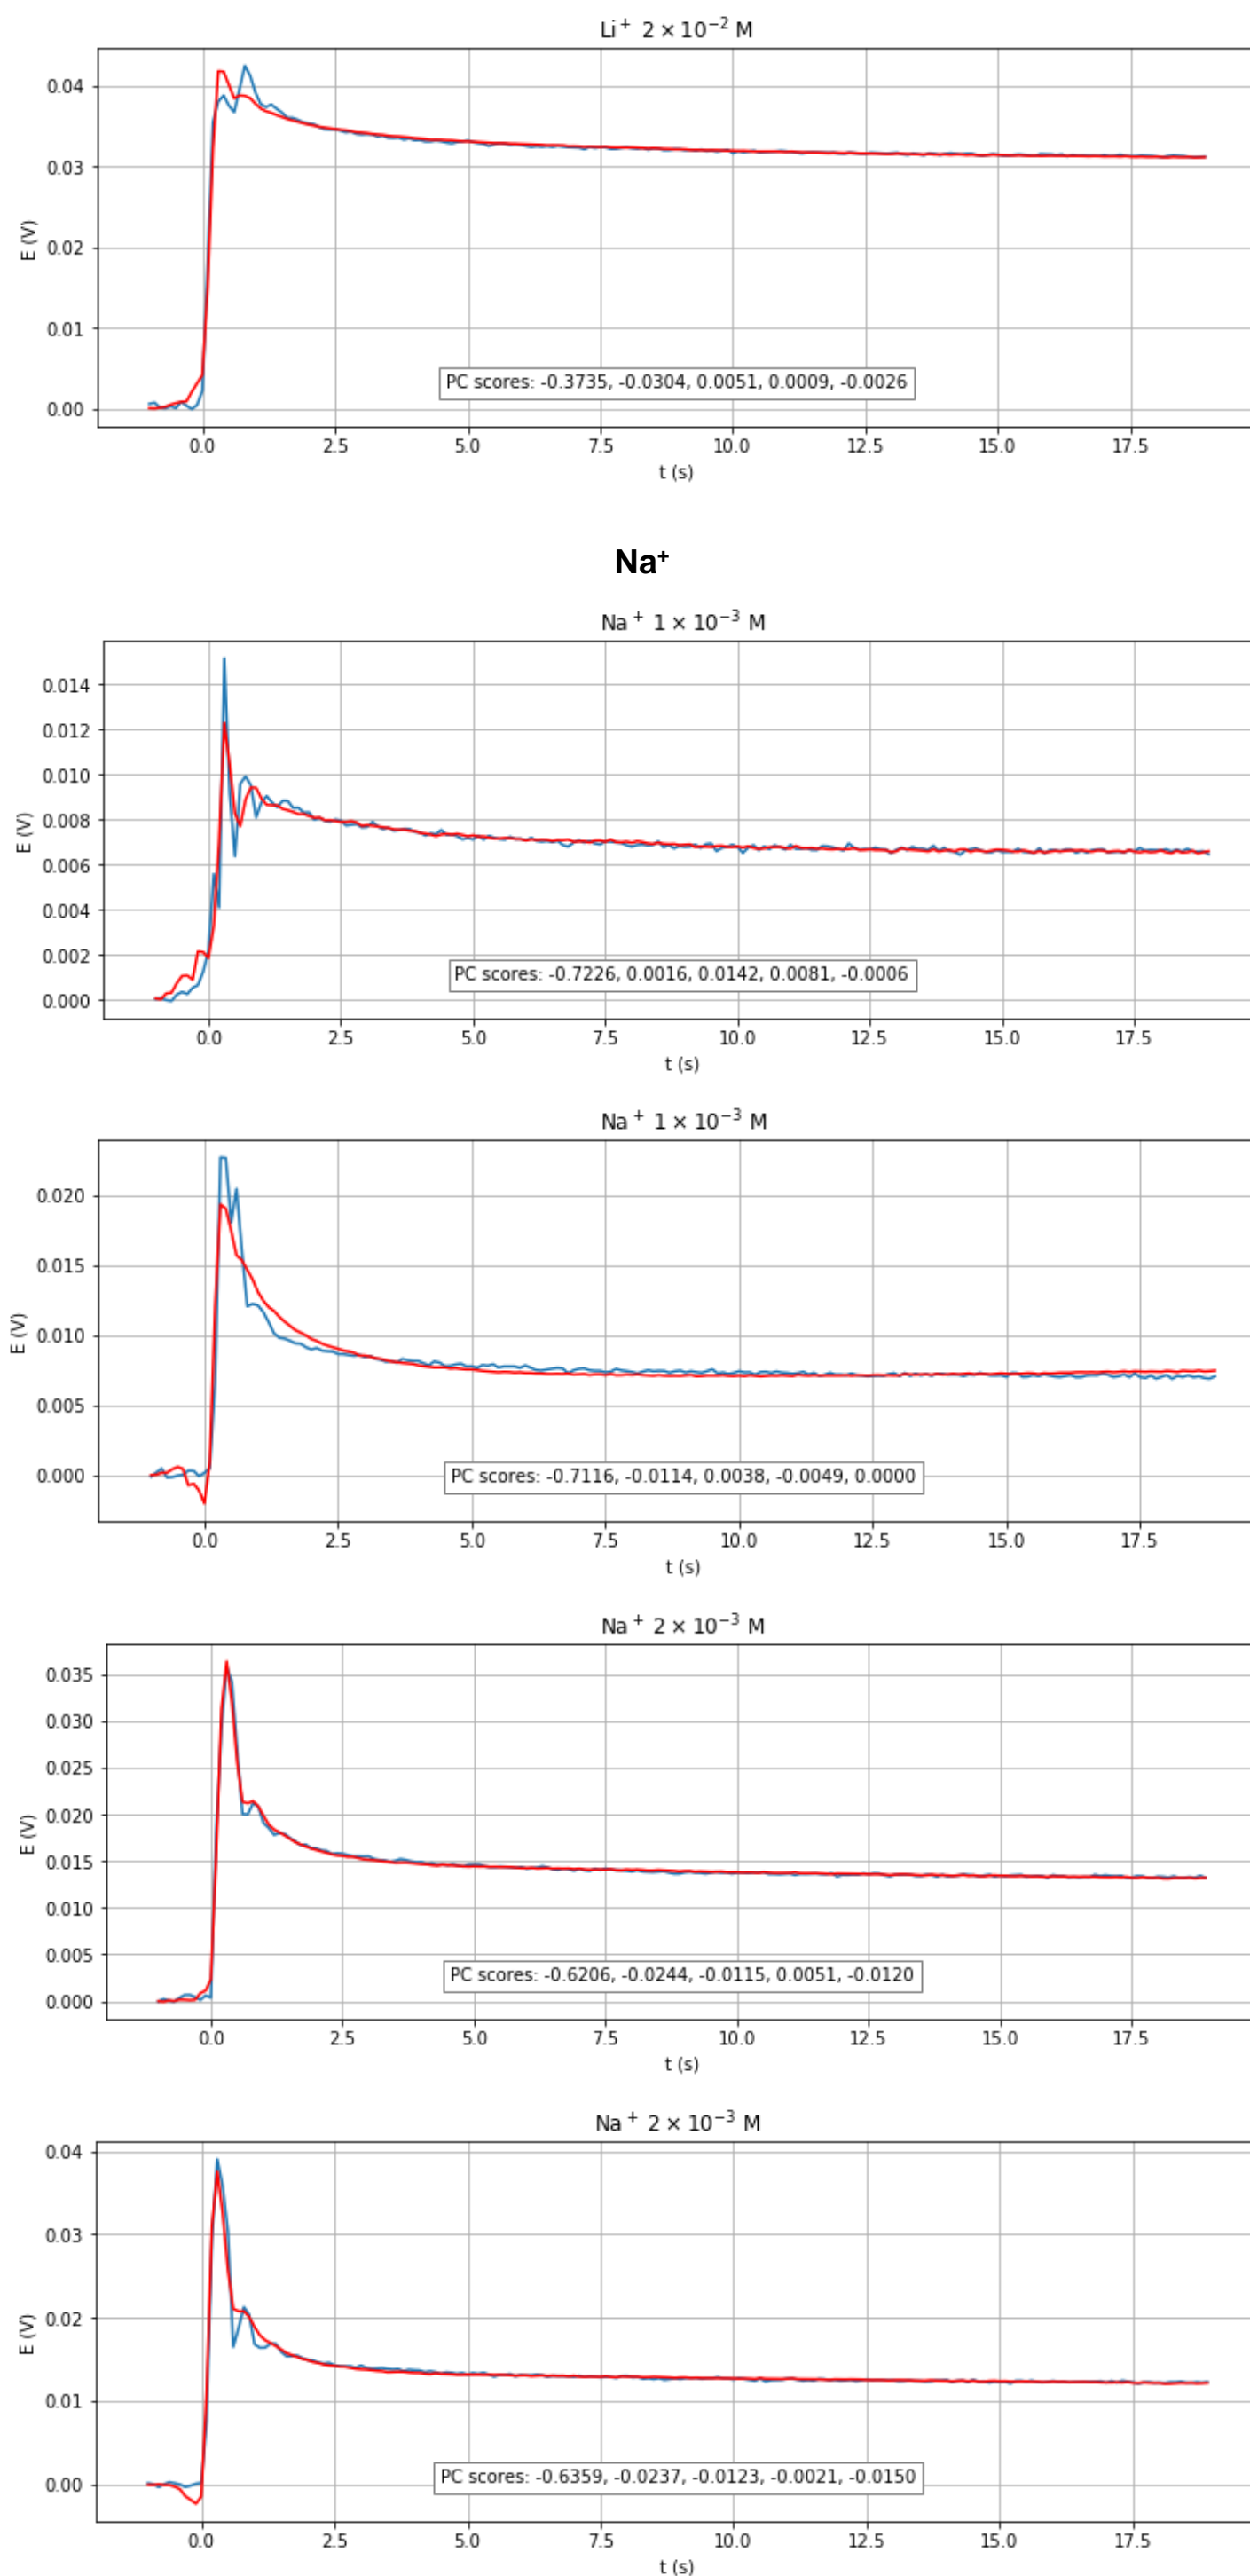 Li⁺ 2 × 10⁻² M
0.04
0.03
0.02
0.01
0.00
E (V)
PC scores: -0.3735, -0.0304, 0.0051, 0.0009, -0.0026
0.0 2.5 5.0 7.5 10.0 12.5 15.0 17.5
t (s)
Na⁺
Na⁺ 1 × 10⁻³ M
0.014
0.012
0.010
0.008
0.006
0.004
0.002
0.000
E (V)
PC scores: -0.7226, 0.0016, 0.0142, 0.0081, -0.0006
0.0 2.5 5.0 7.5 10.0 12.5 15.0 17.5
t (s)
Na⁺ 1 × 10⁻³ M
0.020
0.015
0.010
0.005
0.000
E (V)
PC scores: -0.7116, -0.0114, 0.0038, -0.0049, 0.0000
0.0 2.5 5.0 7.5 10.0 12.5 15.0 17.5
t (s)
Na⁺ 2 × 10⁻³ M
0.035
0.030
0.025
0.020
0.015
0.010
0.005
0.000
E (V)
PC scores: -0.6206, -0.0244, -0.0115, 0.0051, -0.0120
0.0 2.5 5.0 7.5 10.0 12.5 15.0 17.5
t (s)
Na⁺ 2 × 10⁻³ M
0.04
0.03
0.02
0.01
0.00
E (V)
PC scores: -0.6359, -0.0237, -0.0123, -0.0021, -0.0150
0.0 2.5 5.0 7.5 10.0 12.5 15.0 17.5
t (s)